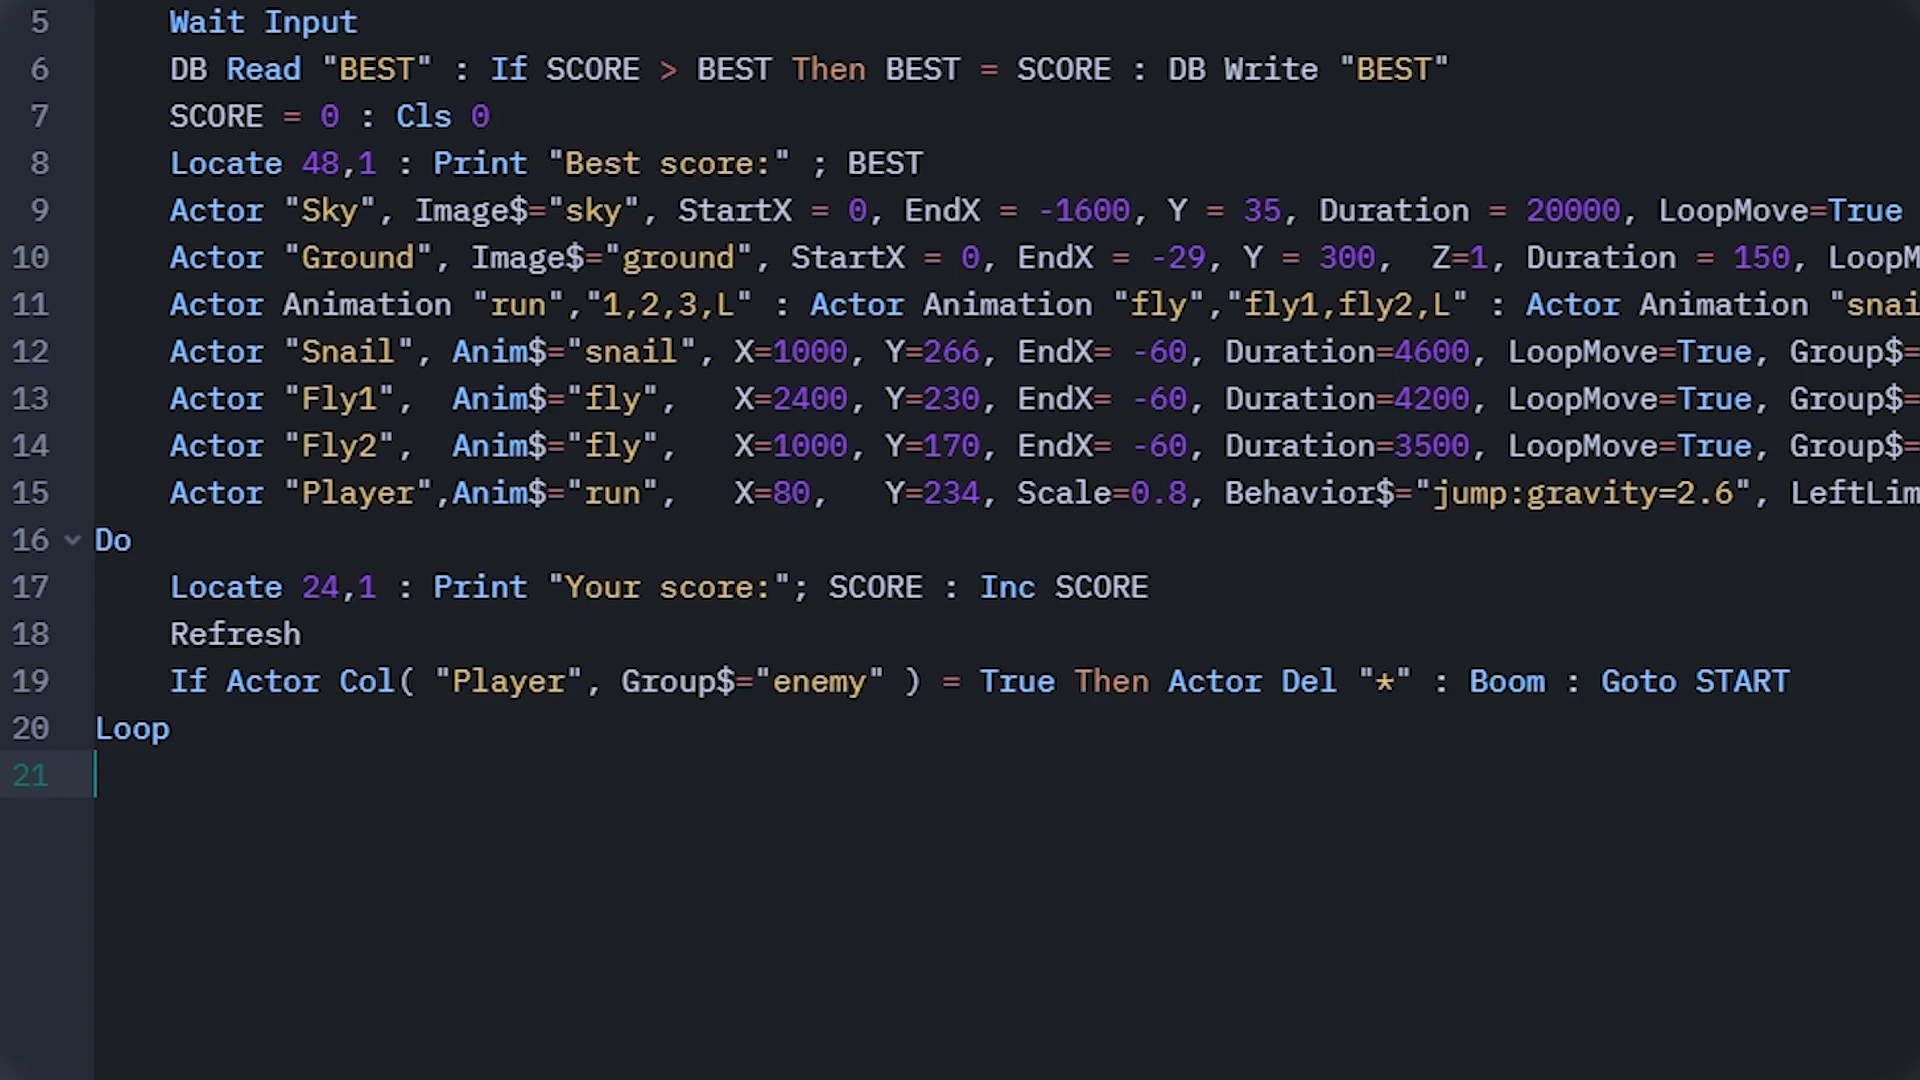 5 Wait Input
6 DB Read "BEST" : If SCORE > BEST Then BEST = SCORE : DB Write "BEST"
7 SCORE = 0 : Cls 0
8 Locate 48,1 : Print "Best score:" ; BEST
9 Actor "Sky", Image$="sky", StartX = 0, EndX = -1600, Y = 35, Duration = 20000, LoopMove=True
10 Actor "Ground", Image$="ground", StartX = 0, EndX = -29, Y = 300,  Z=1, Duration = 150, LoopM
11 Actor Animation "run","1,2,3,L" : Actor Animation "fly","fly1,fly2,L" : Actor Animation "snai
12 Actor "Snail", Anim$="snail", X=1000, Y=266, EndX= -60, Duration=4600, LoopMove=True, Group$=
13 Actor "Fly1",  Anim$="fly",   X=2400, Y=230, EndX= -60, Duration=4200, LoopMove=True, Group$=
14 Actor "Fly2",  Anim$="fly",   X=1000, Y=170, EndX= -60, Duration=3500, LoopMove=True, Group$=
15 Actor "Player",Anim$="run",   X=80,   Y=234, Scale=0.8, Behavior$="jump:gravity=2.6", LeftLim
16 Do
17 Locate 24,1 : Print "Your score:"; SCORE : Inc SCORE
18 Refresh
19 If Actor Col( "Player", Group$="enemy" ) = True Then Actor Del "*" : Boom : Goto START
20 Loop
21